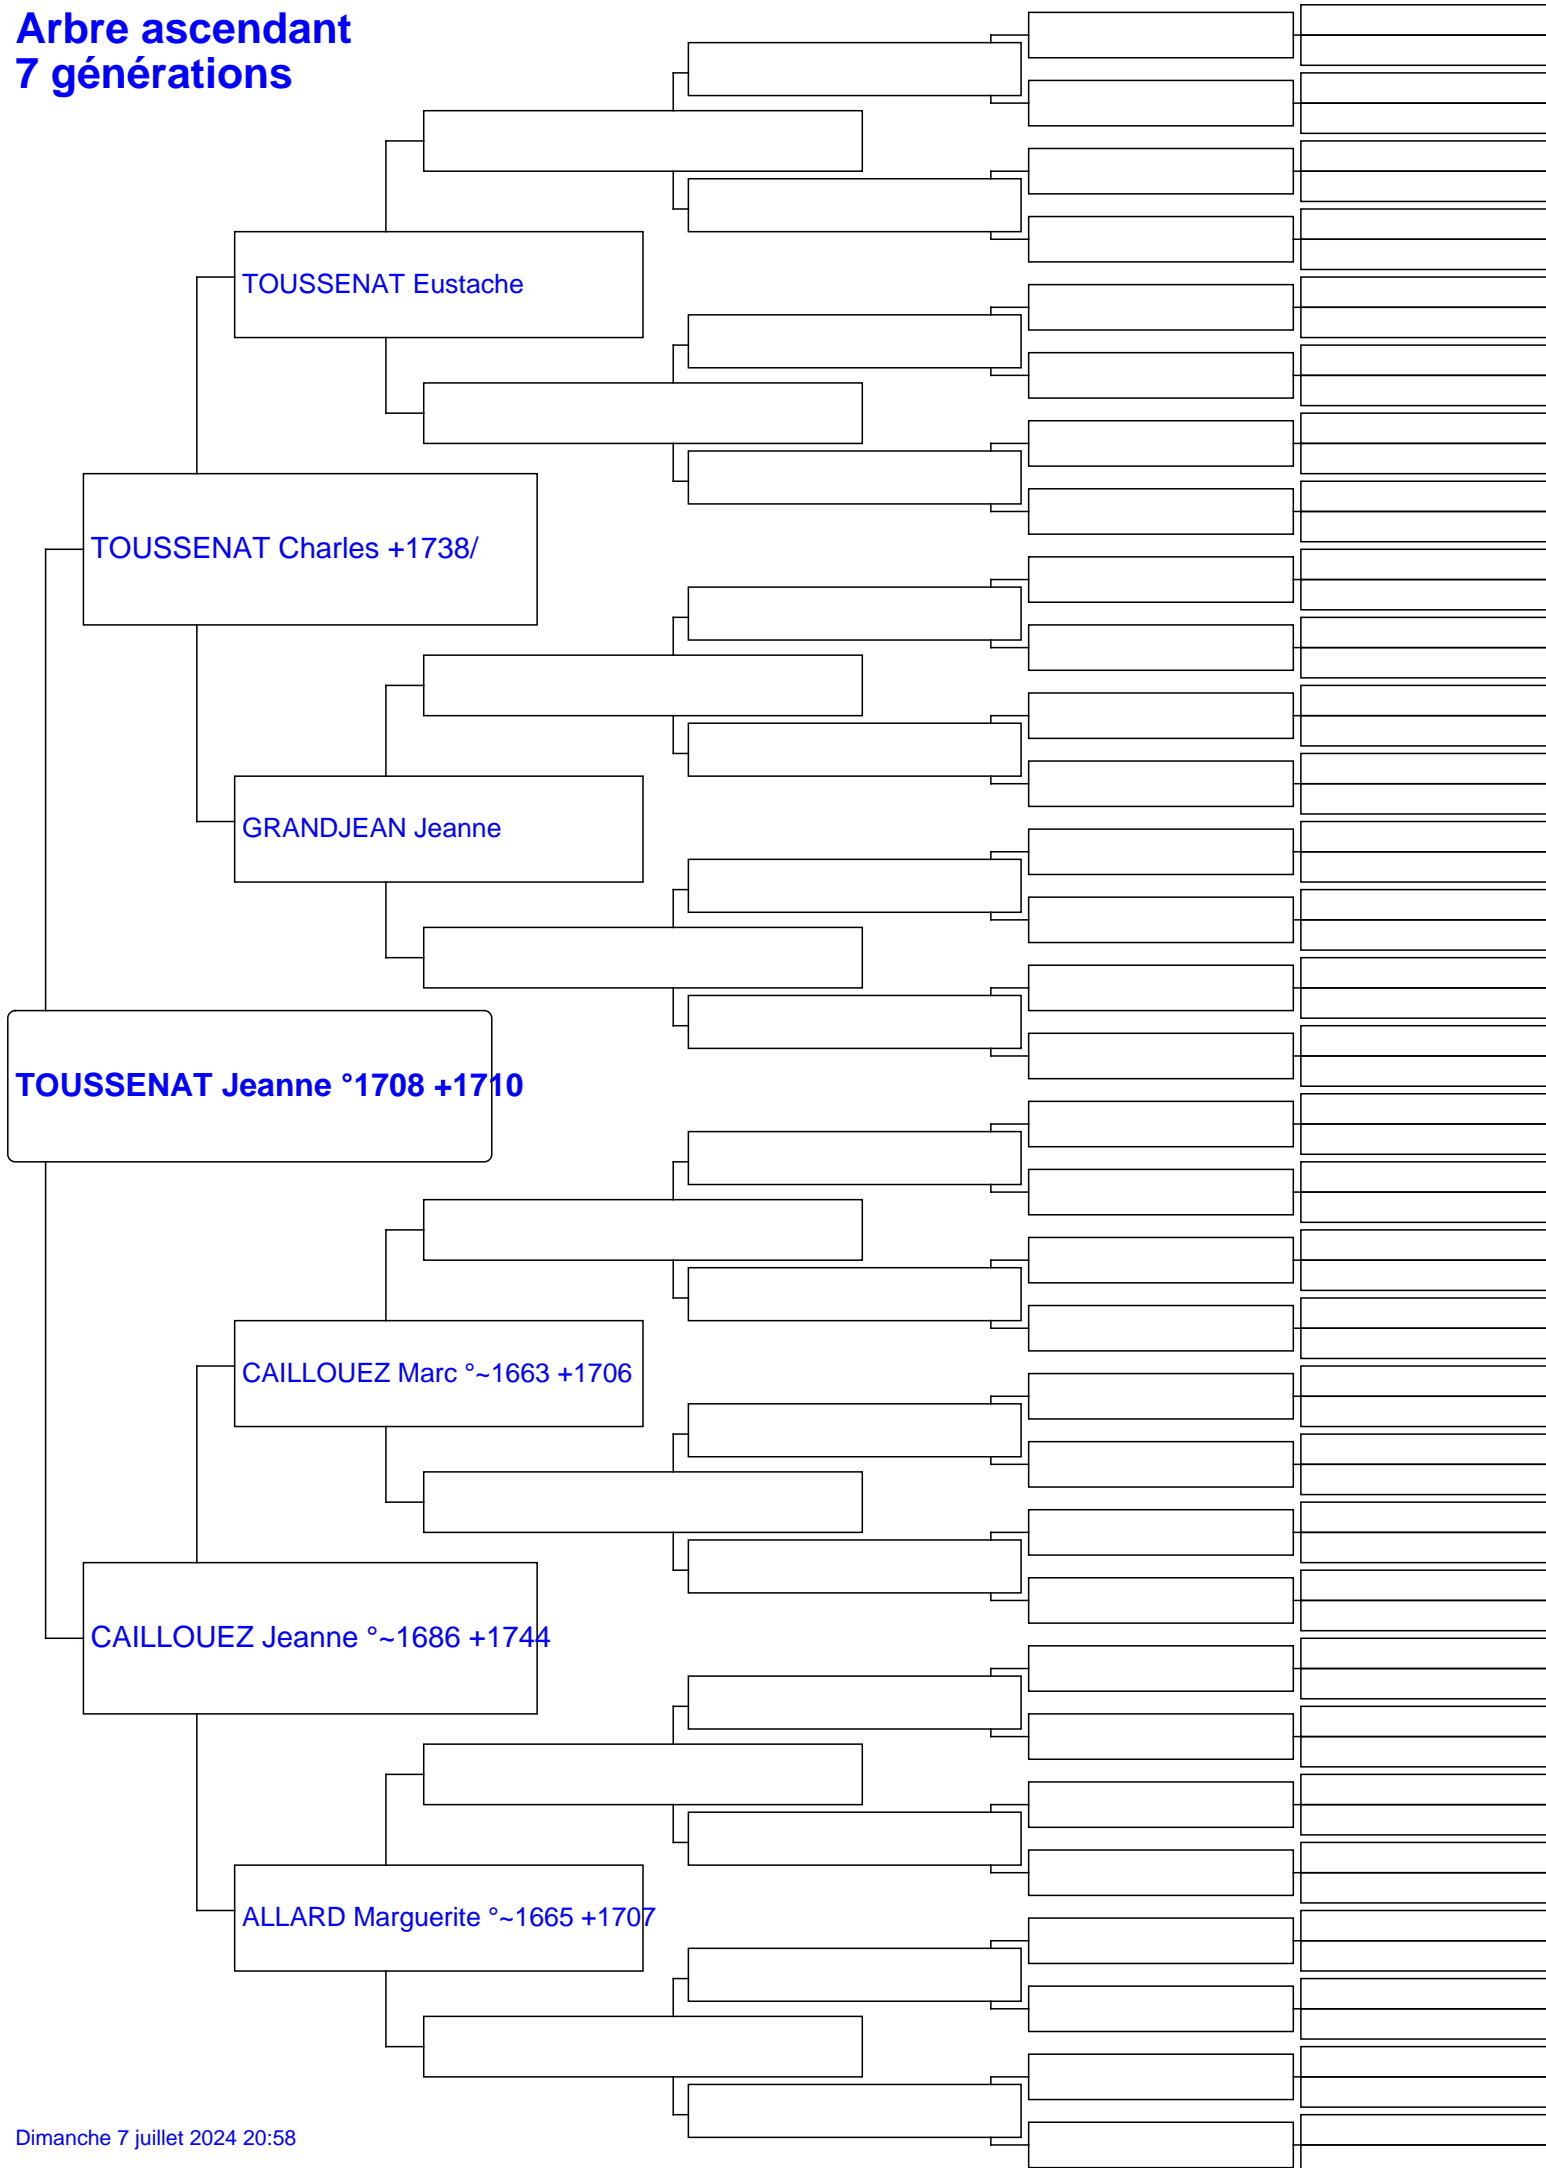 Arbre ascendant
7 générations
TOUSSENAT Eustache
TOUSSENAT Charles +1738/
GRANDJEAN Jeanne
TOUSSENAT Jeanne °1708 +1710
CAILLOUEZ Marc °~1663 +1706
CAILLOUEZ Jeanne °~1686 +1744
ALLARD Marguerite °~1665 +1707
Dimanche 7 juillet 2024 20:58